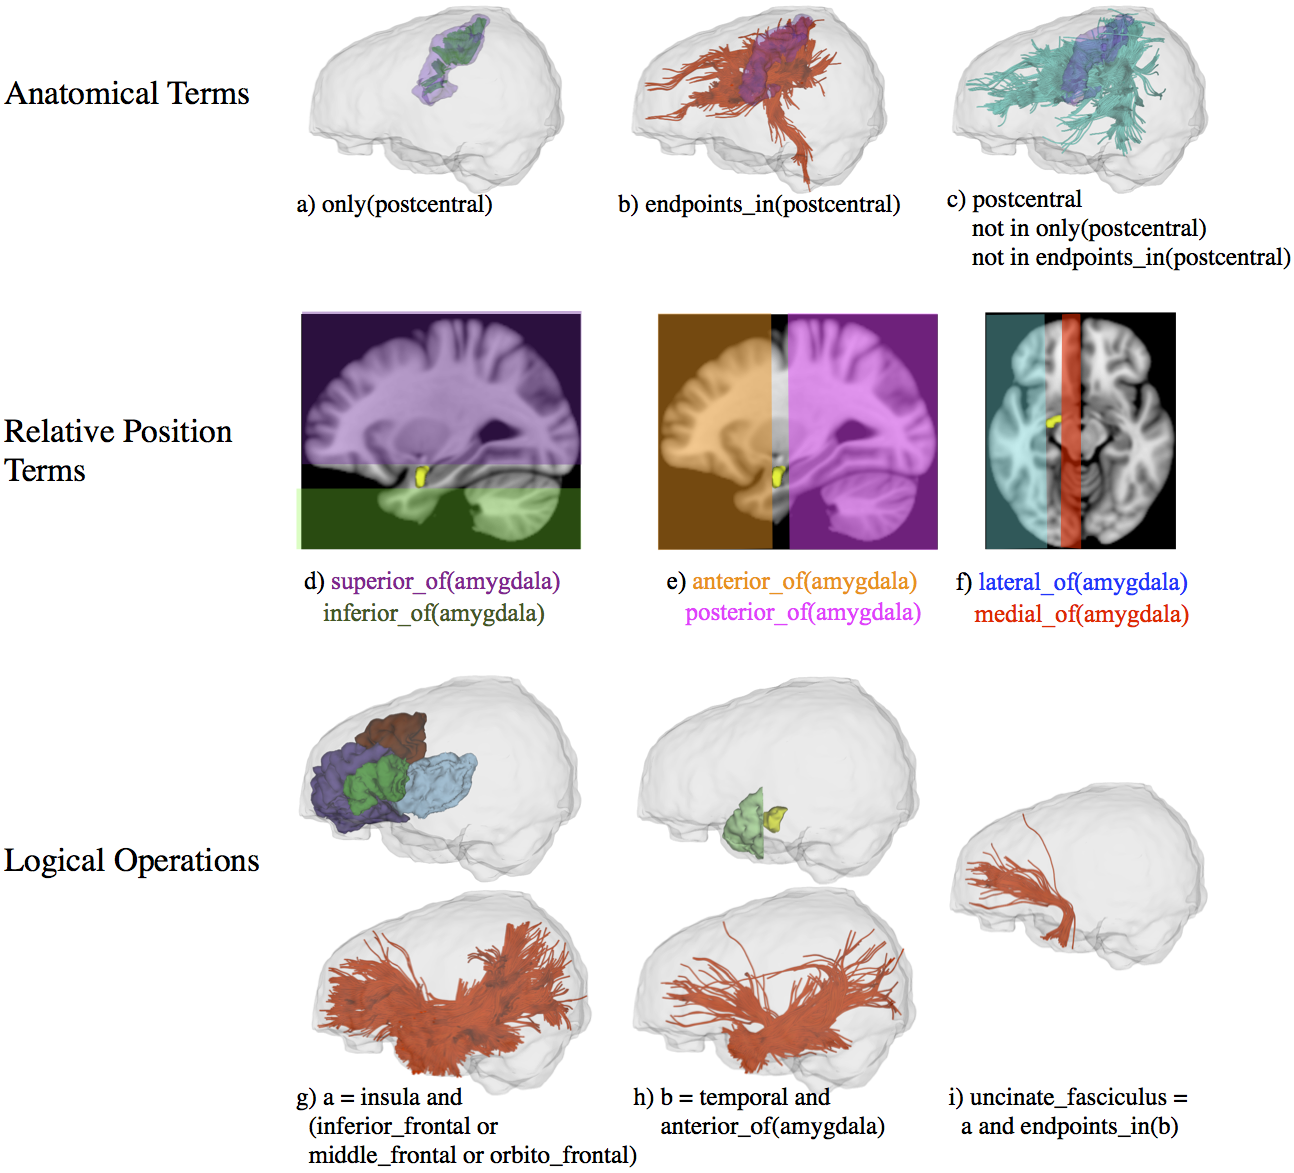 Anatomical Terms
a) only(postcentral)
b) endpoints_in(postcentral)
c) postcentral
not in only(postcentral)
not in endpoints_in(postcentral)
Relative Position
Terms
d) superior_of(amygdala)
inferior_of(amygdala)
e) anterior_of(amygdala)
posterior_of(amygdala)
f) lateral_of(amygdala)
medial_of(amygdala)
Logical Operations
g) a = insula and
(inferior_frontal or
middle_frontal or orbito_frontal)
h) b = temporal and
anterior_of(amygdala)
i) uncinate_fasciculus =
a and endpoints_in(b)